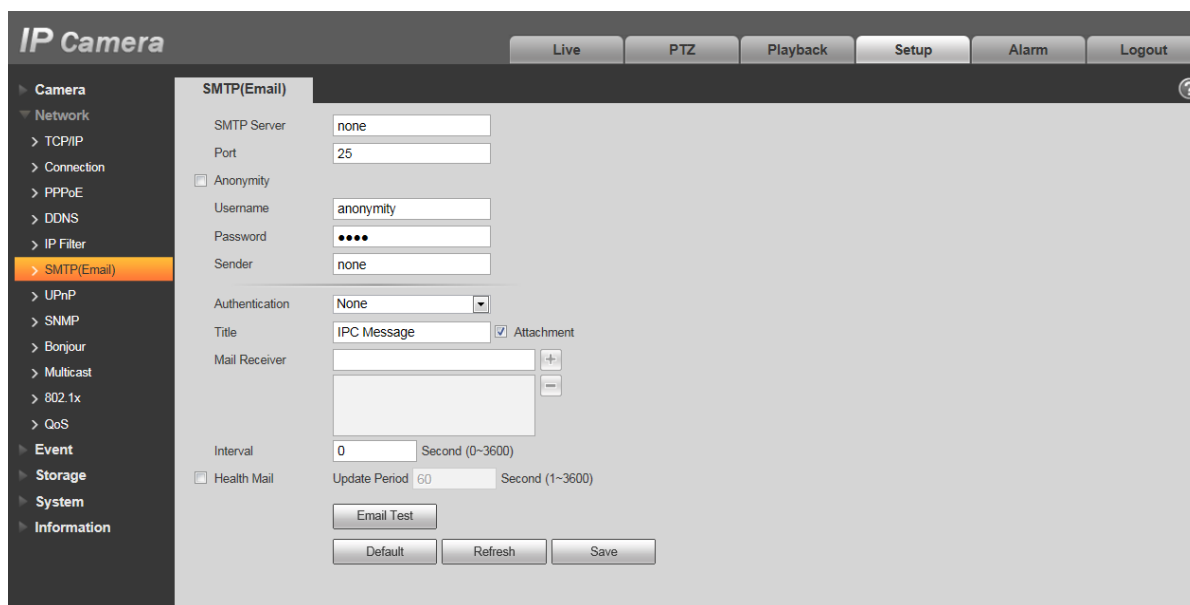 IP Camera
Live PTZ Playback Setup Alarm Logout
Camera
Network
TCP/IP
Connection
PPPoE
DDNS
IP Filter
SMTP(Email)
UPnP
SNMP
Bonjour
Multicast
802.1x
QoS
Event
Storage
System
Information
SMTP(Email)
?
SMTP Server none
Port 25
Anonymity
Username anonymity
Password ••••
Sender none
Authentication None
Title IPC Message Attachment
Mail Receiver
Interval 0 Second (0~3600)
Health Mail Update Period 60 Second (1~3600)
Email Test
Default Refresh Save